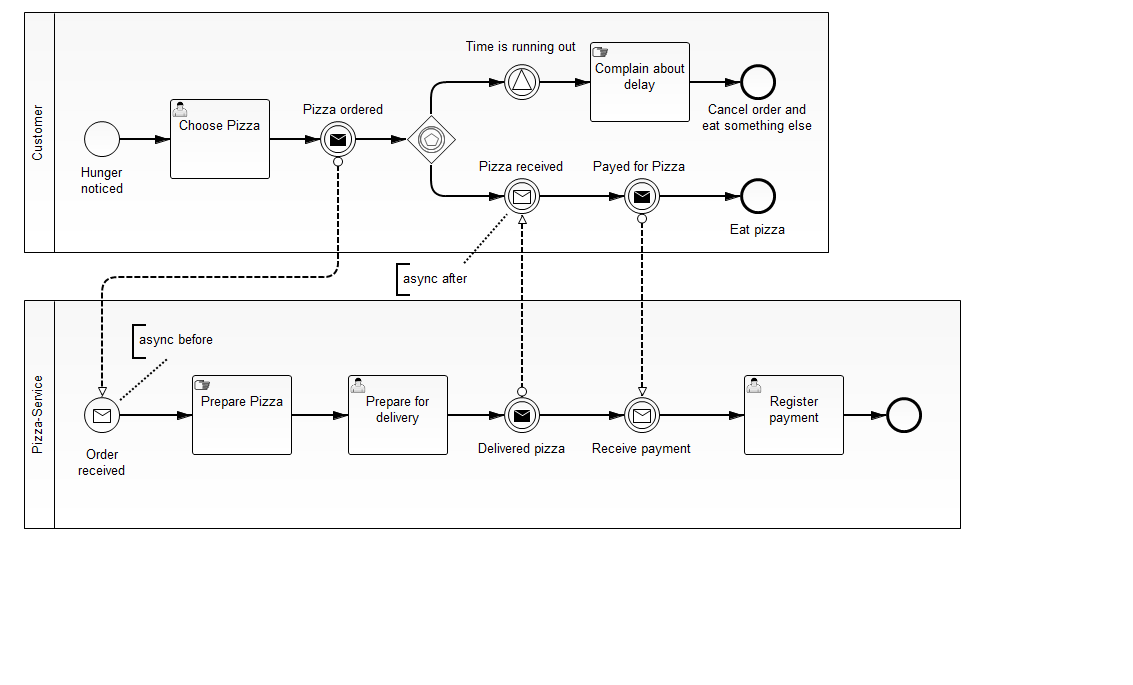 Customer
Time is running out
Complain about
delay
Cancel order and
eat something else
Pizza ordered
Choose Pizza
Hunger
noticed
Pizza received
Payed for Pizza
Eat pizza
async after
Pizza-Service
async before
Order
received
Prepare Pizza
Prepare for
delivery
Delivered pizza
Receive payment
Register
payment